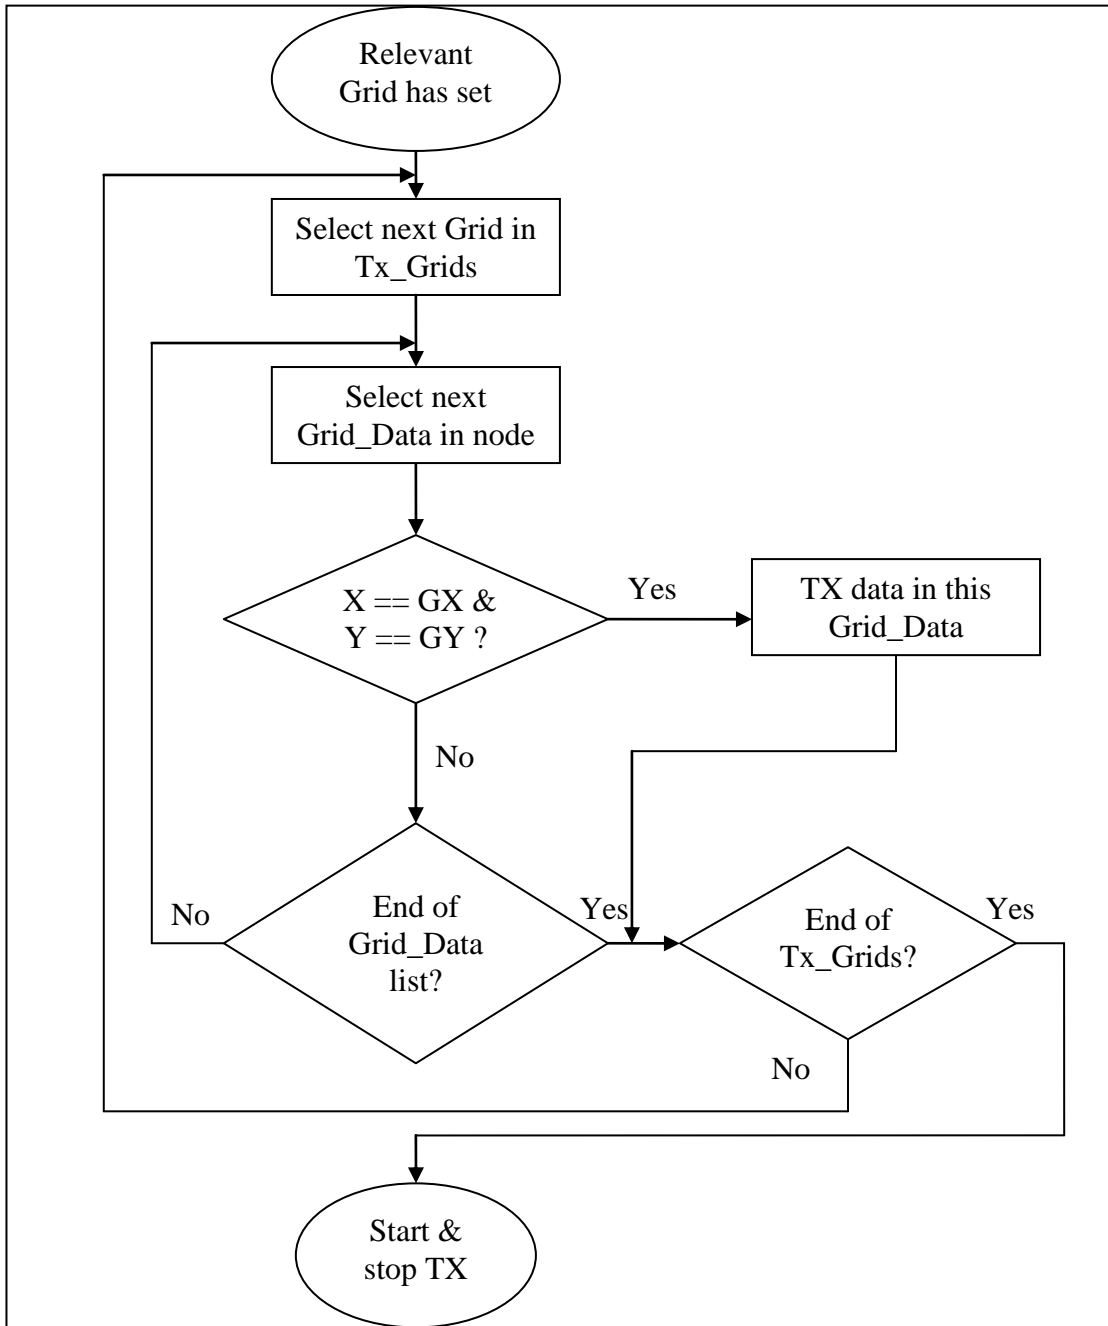 Relevant
Grid has set
Select next Grid in
Tx_Grids
Select next
Grid_Data in node
X == GX &
Y == GY ?
Yes
TX data in this
Grid_Data
No
End of
Grid_Data
list?
No
Yes
End of
Tx_Grids?
Yes
No
Start &
stop TX